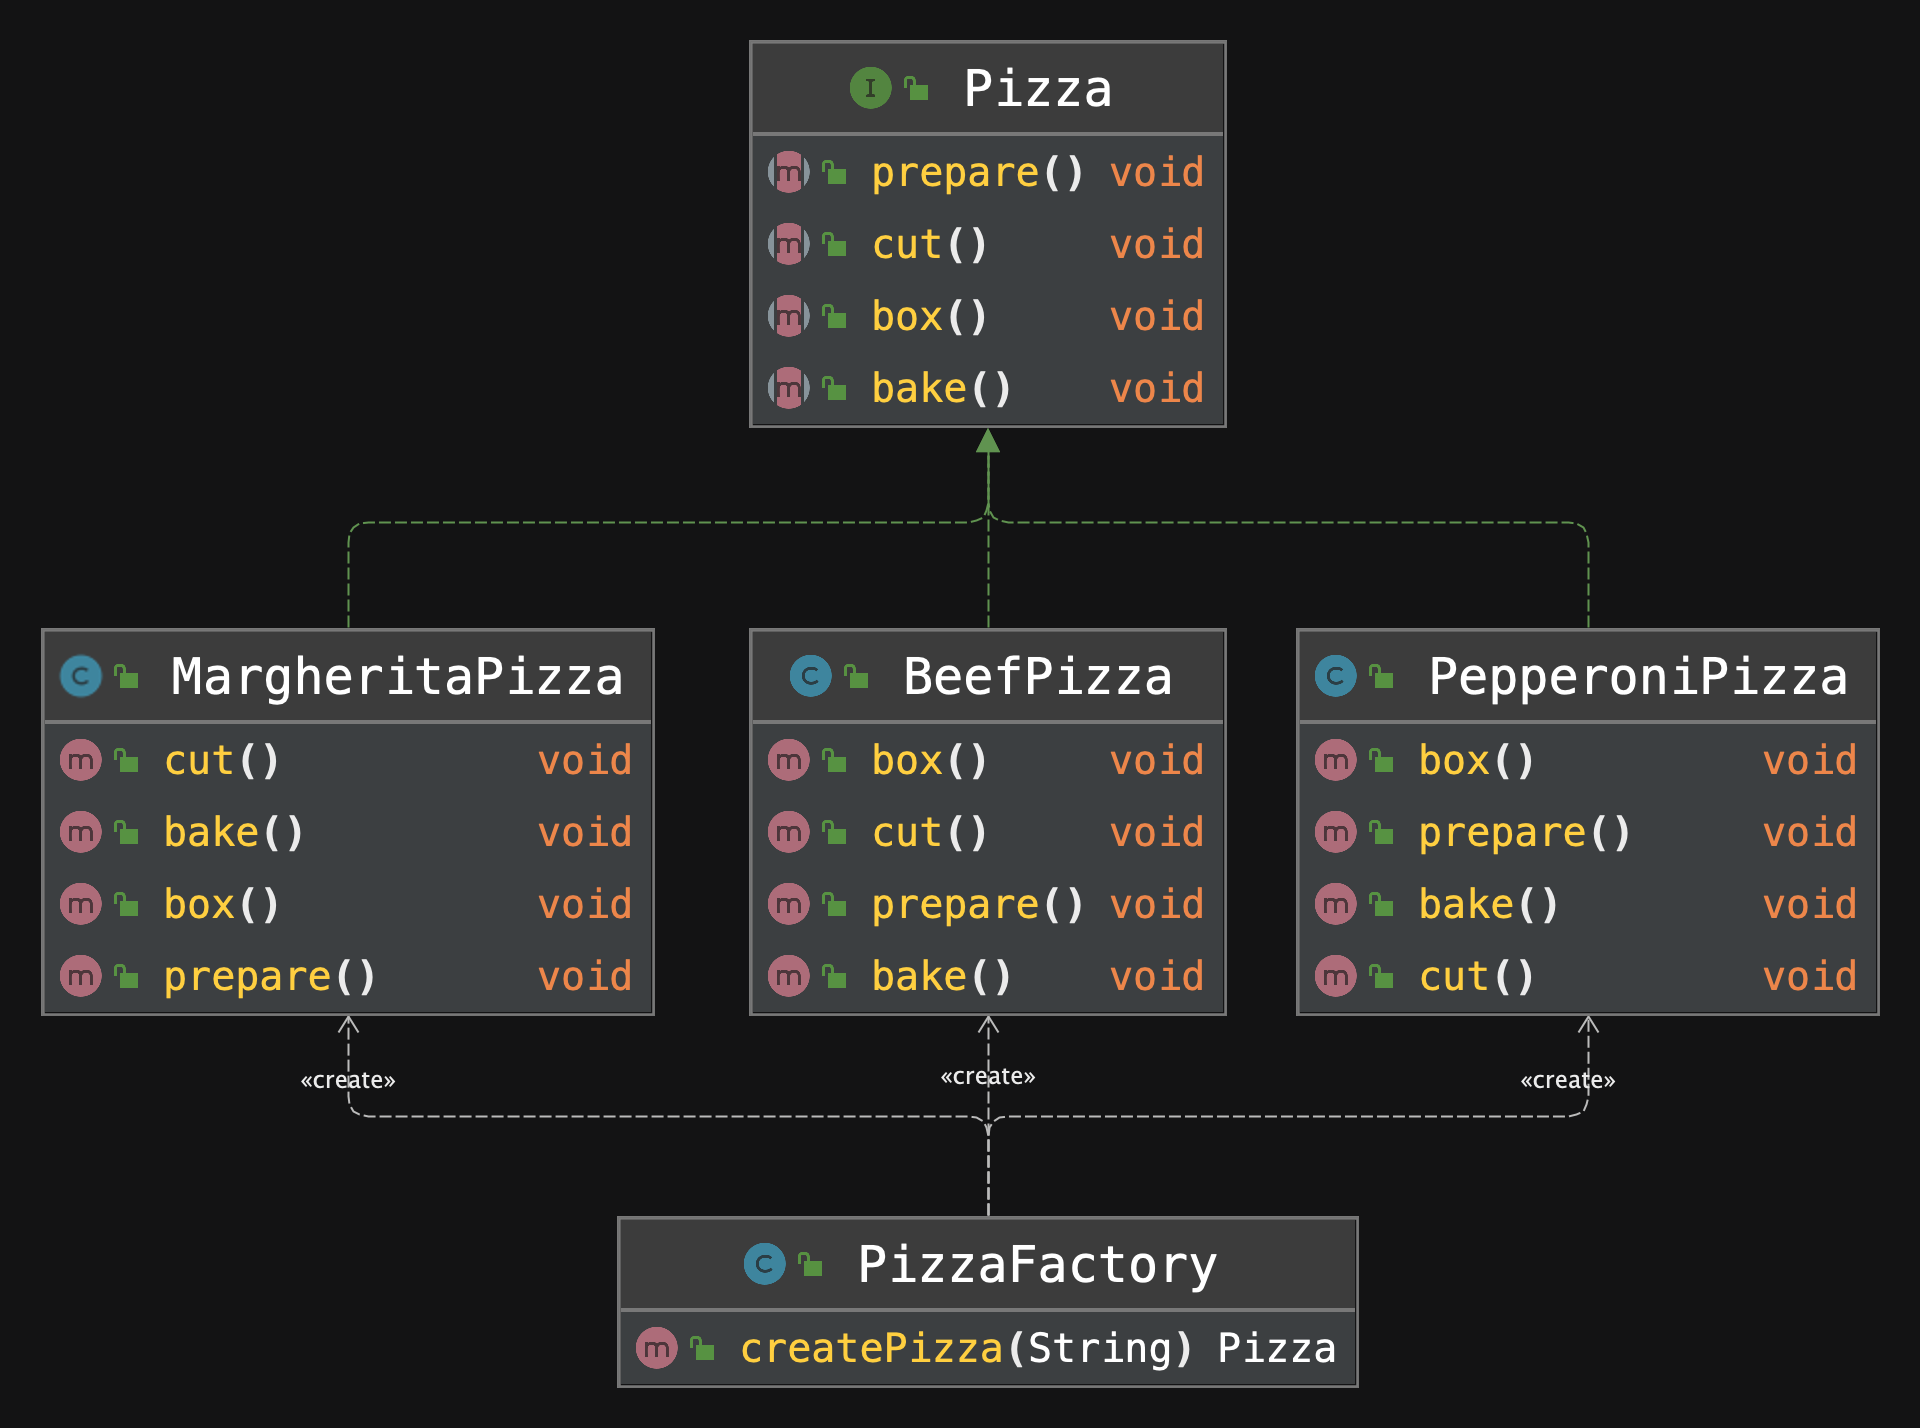 I Pizza
m prepare() void
m cut() void
m box() void
m bake() void
C MargheritaPizza
m cut() void
m bake() void
m box() void
m prepare() void
C BeefPizza
m box() void
m cut() void
m prepare() void
m bake() void
C PepperoniPizza
m box() void
m prepare() void
m bake() void
m cut() void
«create»
«create»
«create»
C PizzaFactory
m createPizza(String) Pizza